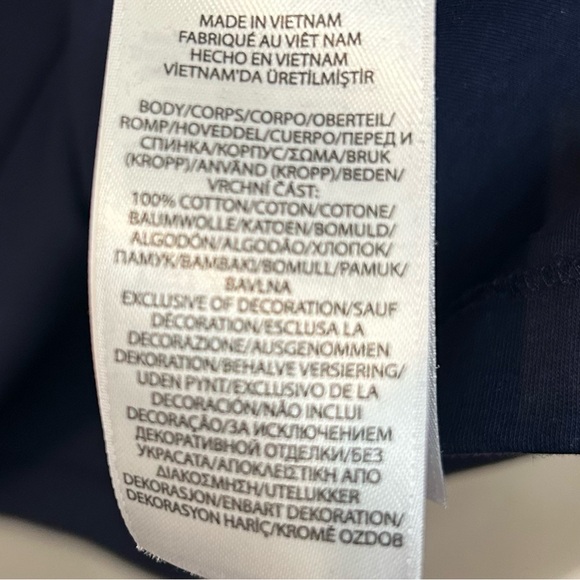 MADE IN VIETNAM
FABRIQUÉ AU VIÊT NAM
HECHO EN VIETNAM
VİETNAM'DA ÜRETİLMİŞTİR
BODY/CORPS/CORPO/OBERTEIL/
ROMP/HOVEDDEL/CUERPO/ПЕРЕД И
СПИНКА/КОРПУС/ΣΩΜΑ/BRUK
(KROPP)/ANVÄND (KROPP)/BEDEN/
VRCHNÍ ČÁST:
100% COTTON/COTON/COTONE/
BAUMWOLLE/KATOEN/BOMULD/
ALGODÓN/ALGODÃO/ХЛОПОК/
ПАМУК/ΒΑΜΒΑΚΙ/BOMULL/PAMUK/
BAVLNA
EXCLUSIVE OF DECORATION/SAUF
DÉCORATION/ESCLUSA LA
DECORAZIONE/AUSGENOMMEN
DEKORATION/BEHALVE VERSIERING/
UDEN PYNT/EXCLUSIVO DE LA
DECORACIÓN/NÃO INCLUI
DECORAÇÃO/ЗА ИСКЛЮЧЕНИЕМ
ДЕКОРАТИВНОЙ ОТДЕЛКИ/БЕЗ
УКРАСАТА/ΑΠΟΚΛΕΙΣΤΙΚΗ ΑΠΟ
ΔΙΑΚΟΣΜΗΣΗ/UTELUKKER
DEKORASJON/ENBART DEKORATION/
DEKORASYON HARİÇ/KROMĚ OZDOB